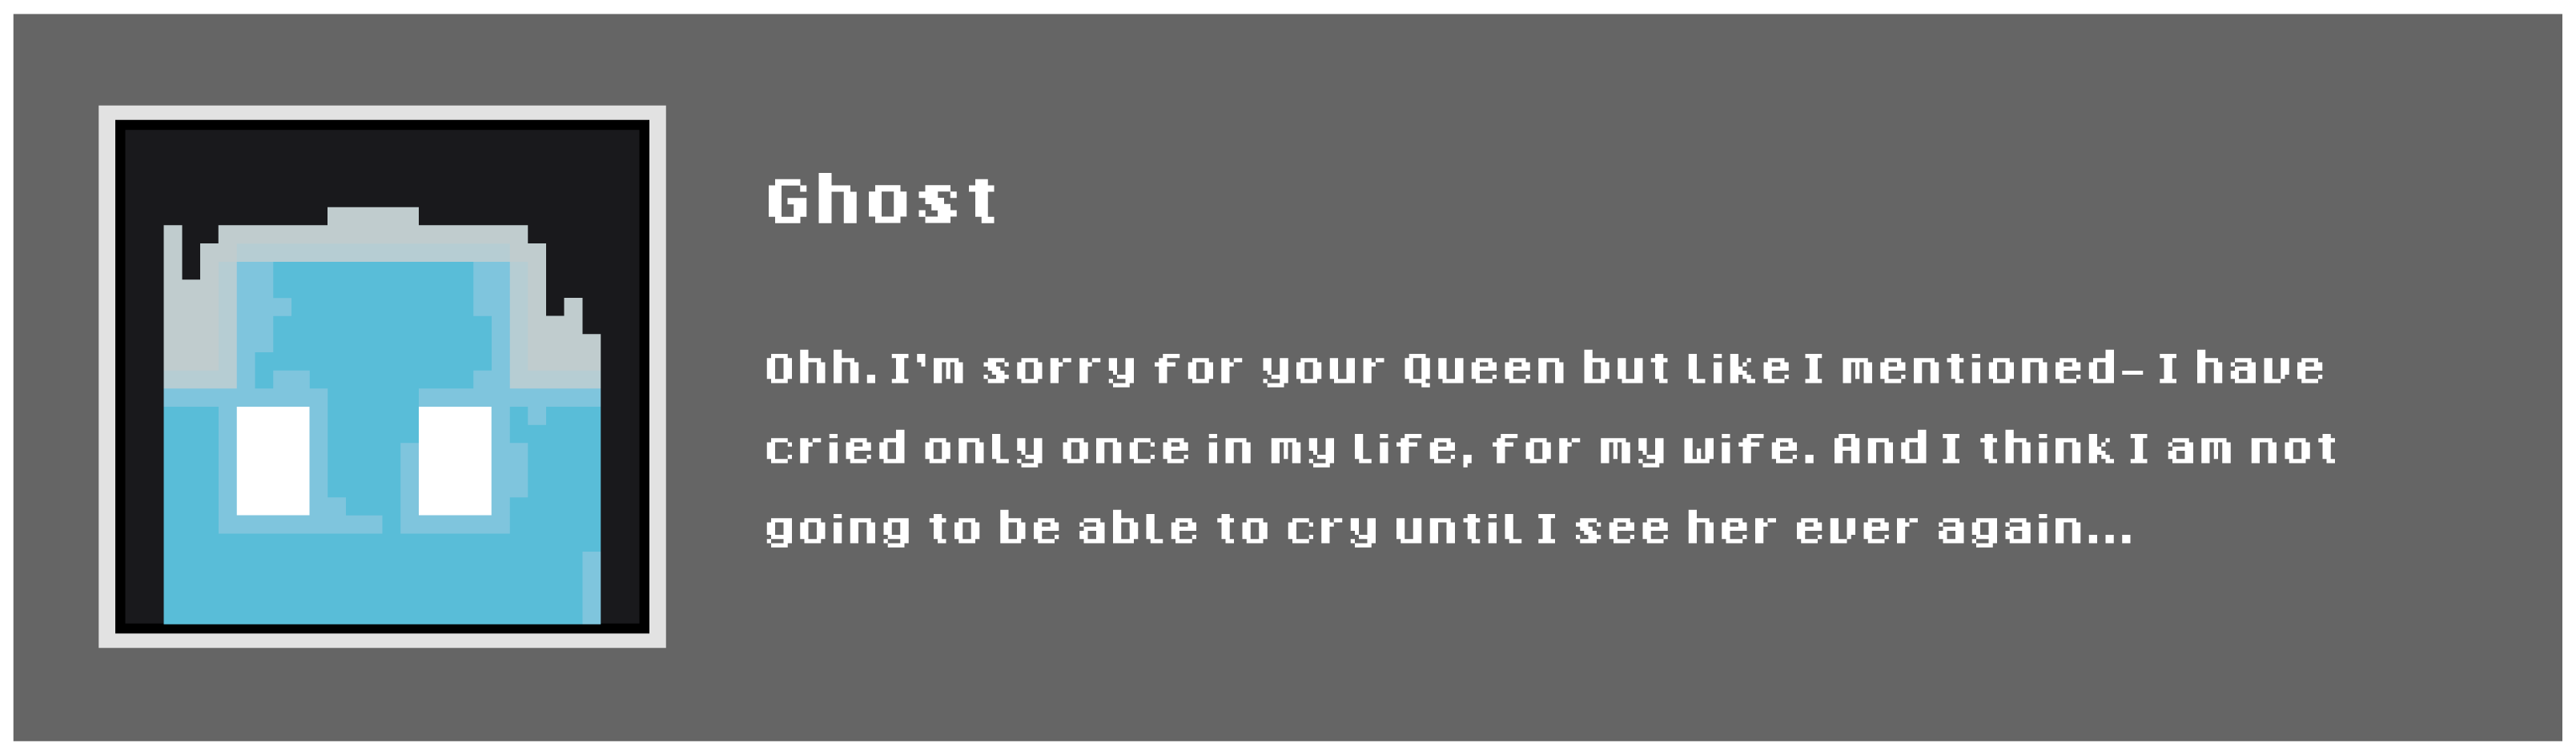 Ghost
Ohh. I'm sorry for your Queen but like I mentioned- I have
cried only once in my life, for my wife. And I think I am not
going to be able to cry until I see her ever again...